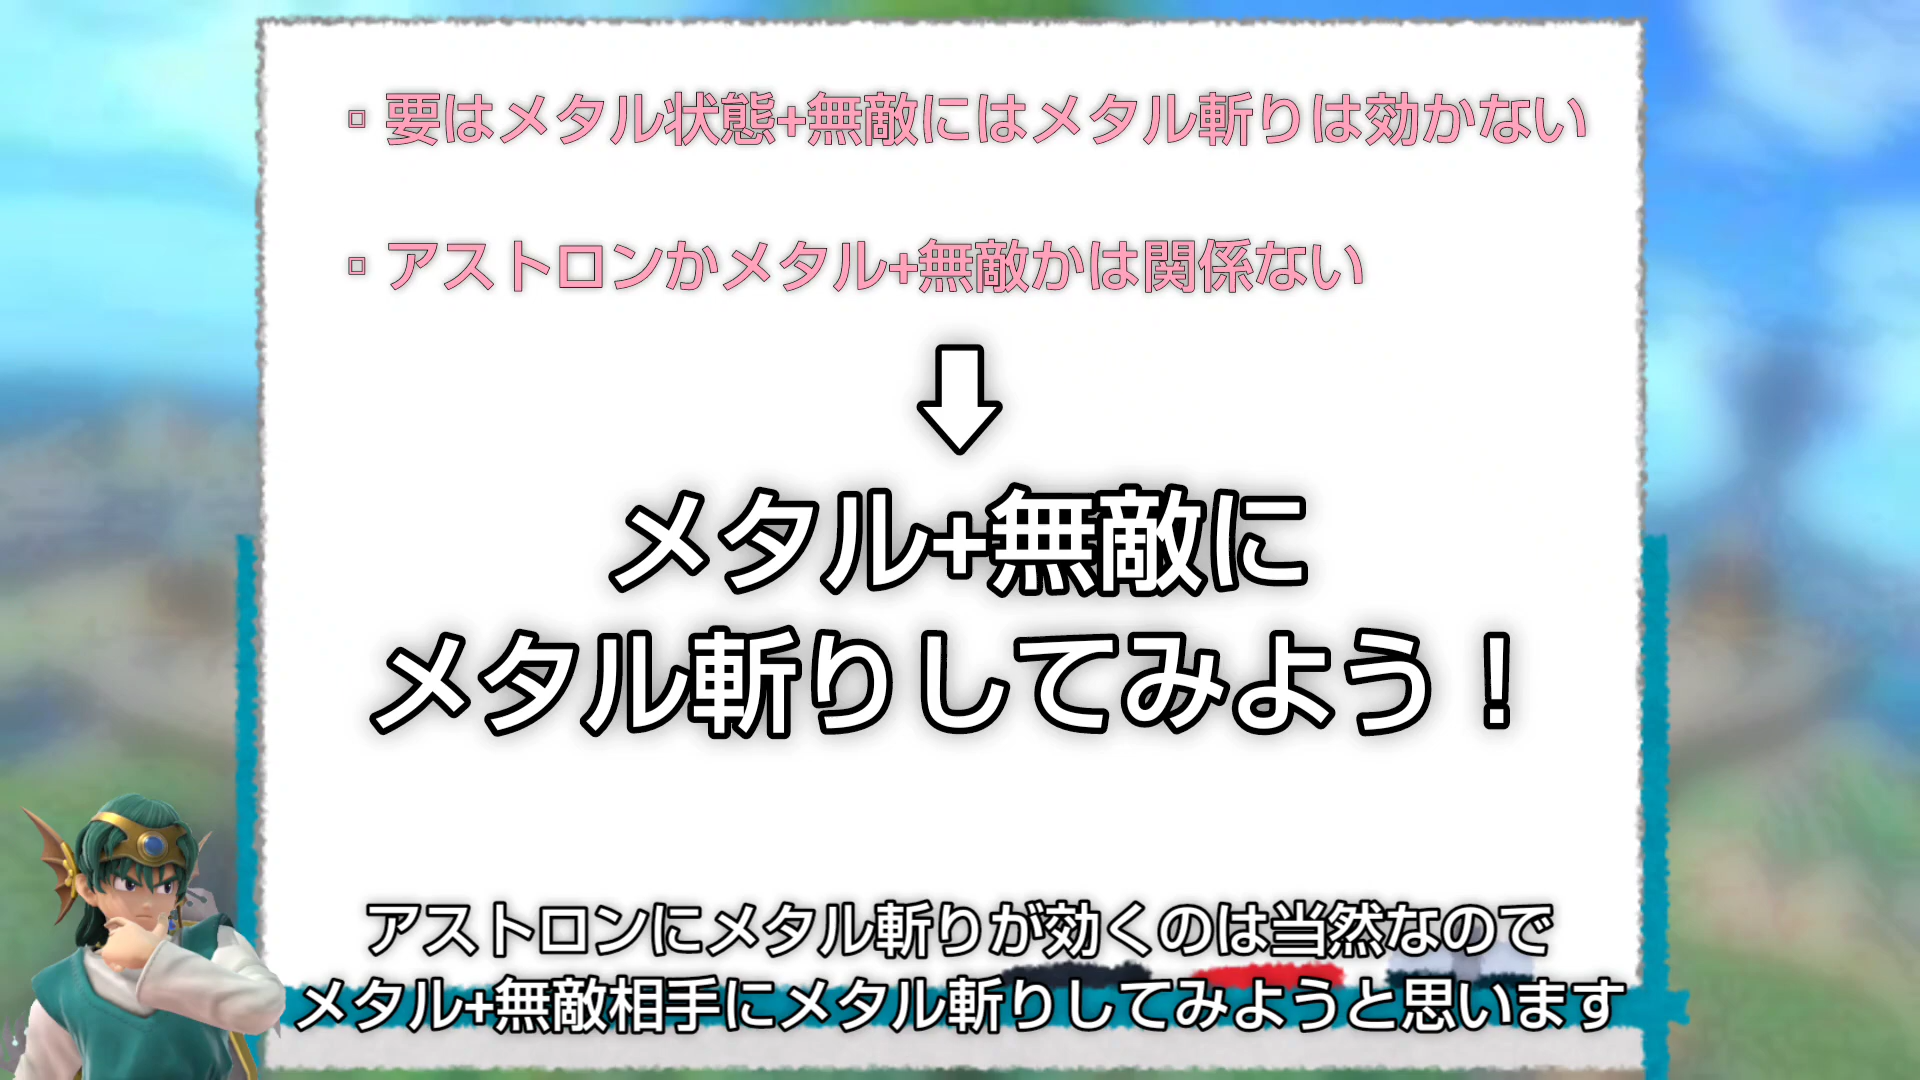 ▫要はメタル状態+無敵にはメタル斬りは効かない
▫アストロンかメタル+無敵かは関係ない
メタル+無敵に
メタル斬りしてみよう！
アストロンにメタル斬りが効くのは当然なので
メタル+無敵相手にメタル斬りしてみようと思います